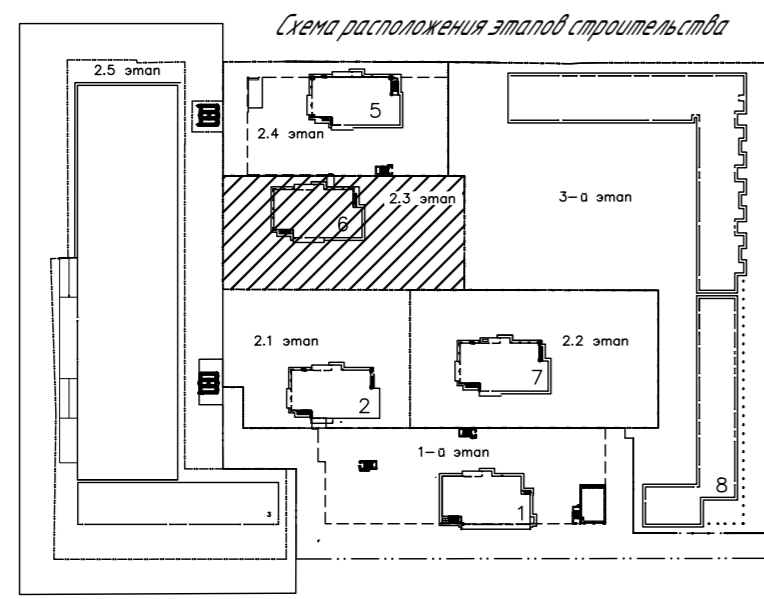 Схема расположения этапов строительства
2.5 этап
5
2.4 этап
2.3 этап
3-й этап
6
2.1 этап
2.2 этап
7
2
1-й этап
8
1
3